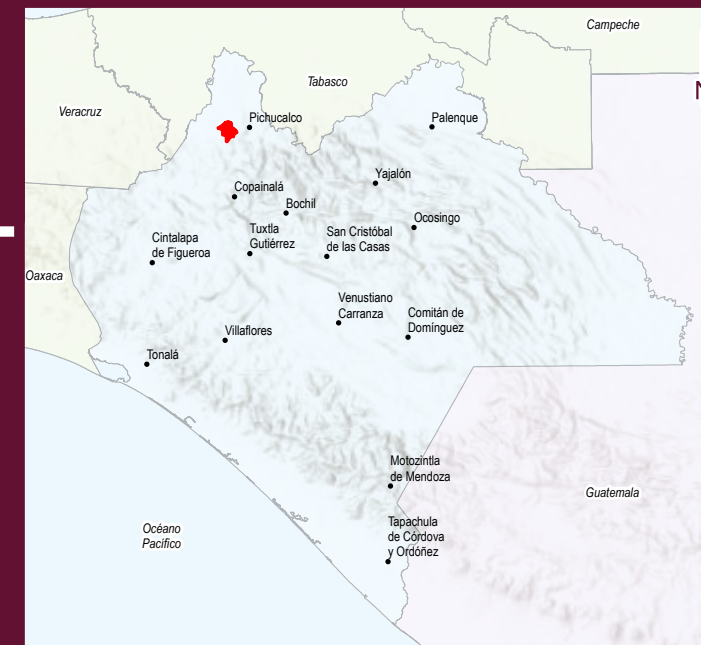 Campeche
Tabasco
N
Veracruz
Pichucalco
Palenque
Yajalón
Copainalá
Bochil
Ocosingo
Tuxtla
Gutiérrez
San Cristóbal
de las Casas
Cintalapa
de Figueroa
Oaxaca
Venustiano
Carranza
Comitán de
Domínguez
Villaflores
Tonalá
Motozintla
de Mendoza
Guatemala
Océano
Pacífico
Tapachula
de Córdova
y Ordóñez